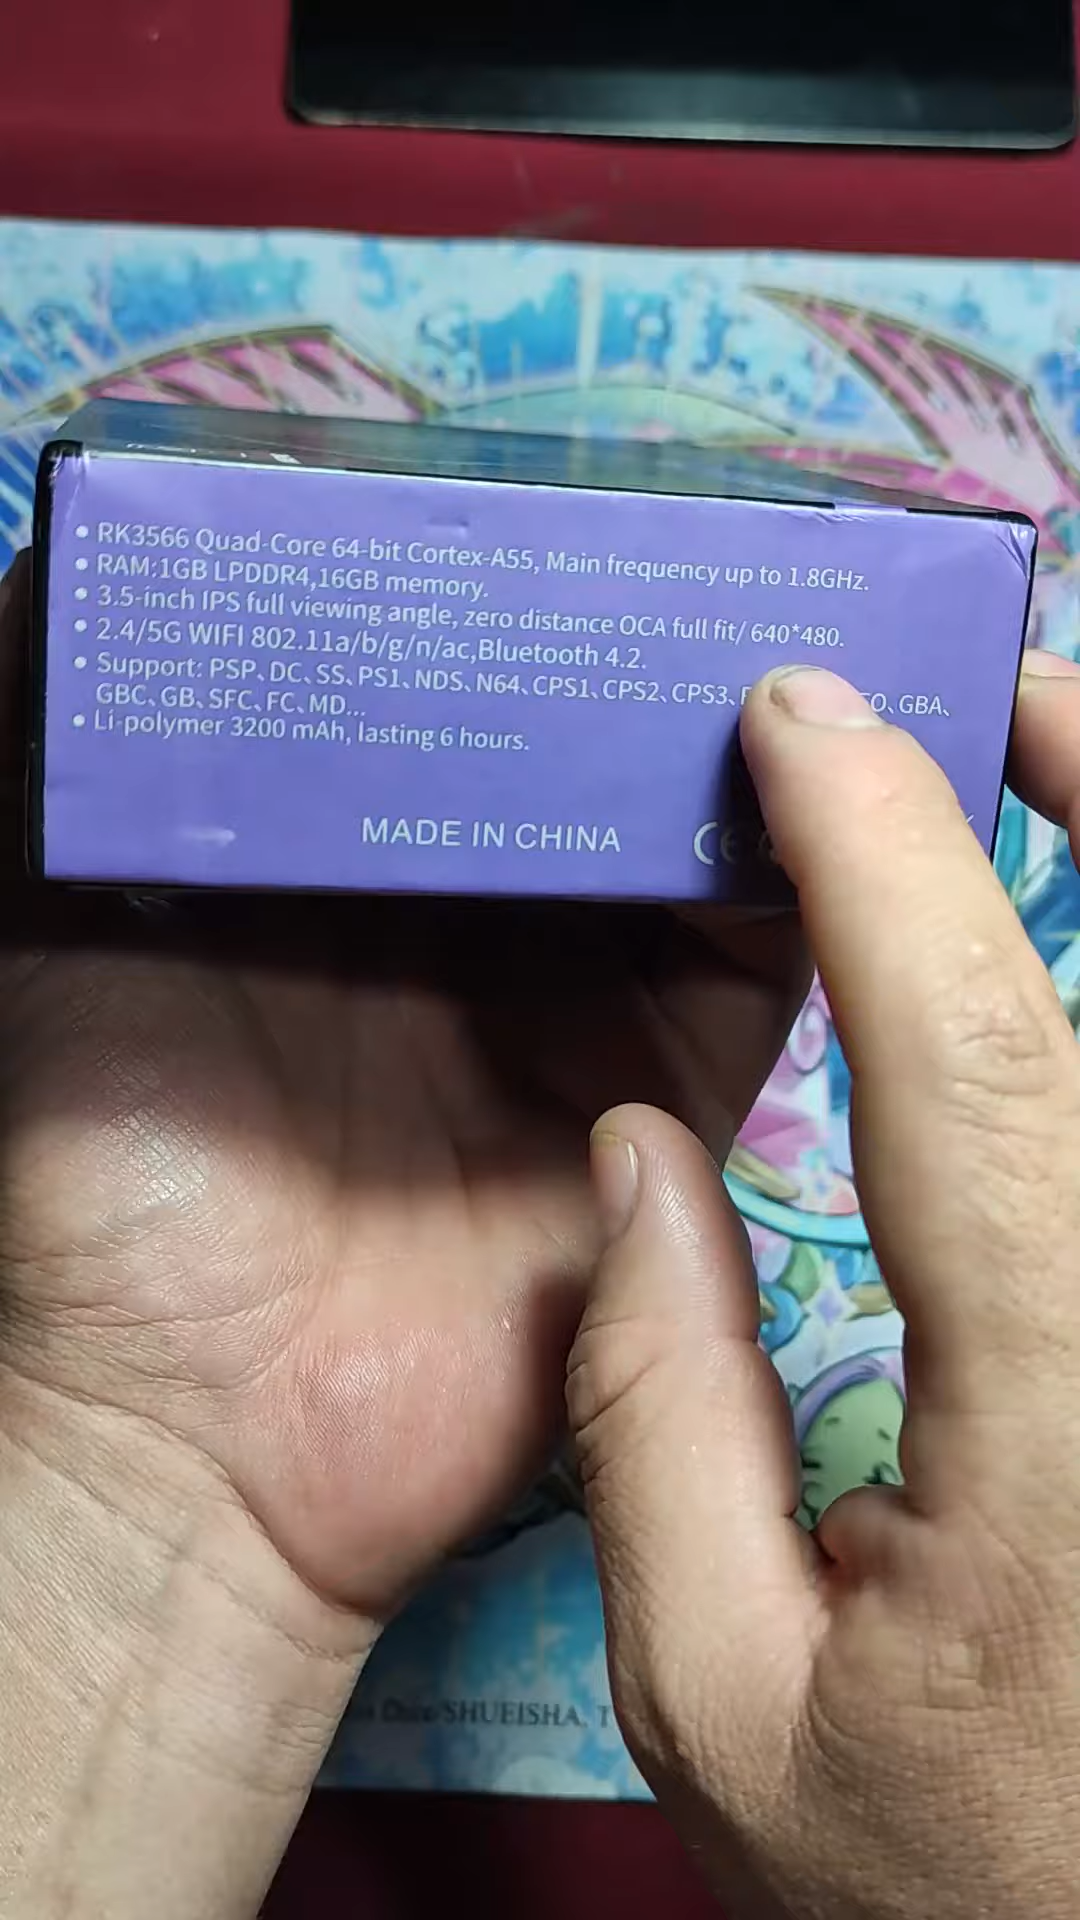 • RK3566 Quad-Core 64-bit Cortex-A55, Main frequency up to 1.8GHz.
• RAM:1GB LPDDR4,16GB memory.
• 3.5-inch IPS full viewing angle, zero distance OCA full fit/ 640*480.
• 2.4/5G WIFI 802.11a/b/g/n/ac,Bluetooth 4.2.
• Support: PSP、DC、SS、PS1、NDS、N64、CPS1、CPS2、CPS3、 GBA、
GBC、GB、SFC、FC、MD...
• Li-polymer 3200 mAh, lasting 6 hours.
MADE IN CHINA
CE
SHUEISHA,